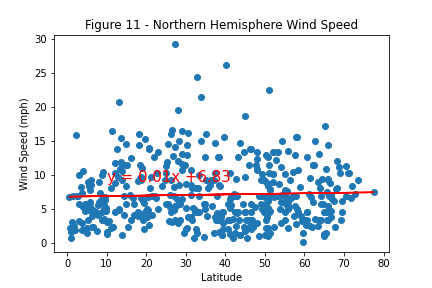 Figure 11 - Northern Hemisphere Wind Speed
30
25
20
15
10
5
0
Wind Speed (mph)
y = 0.01x +6.83
0 10 20 30 40 50 60 70 80
Latitude